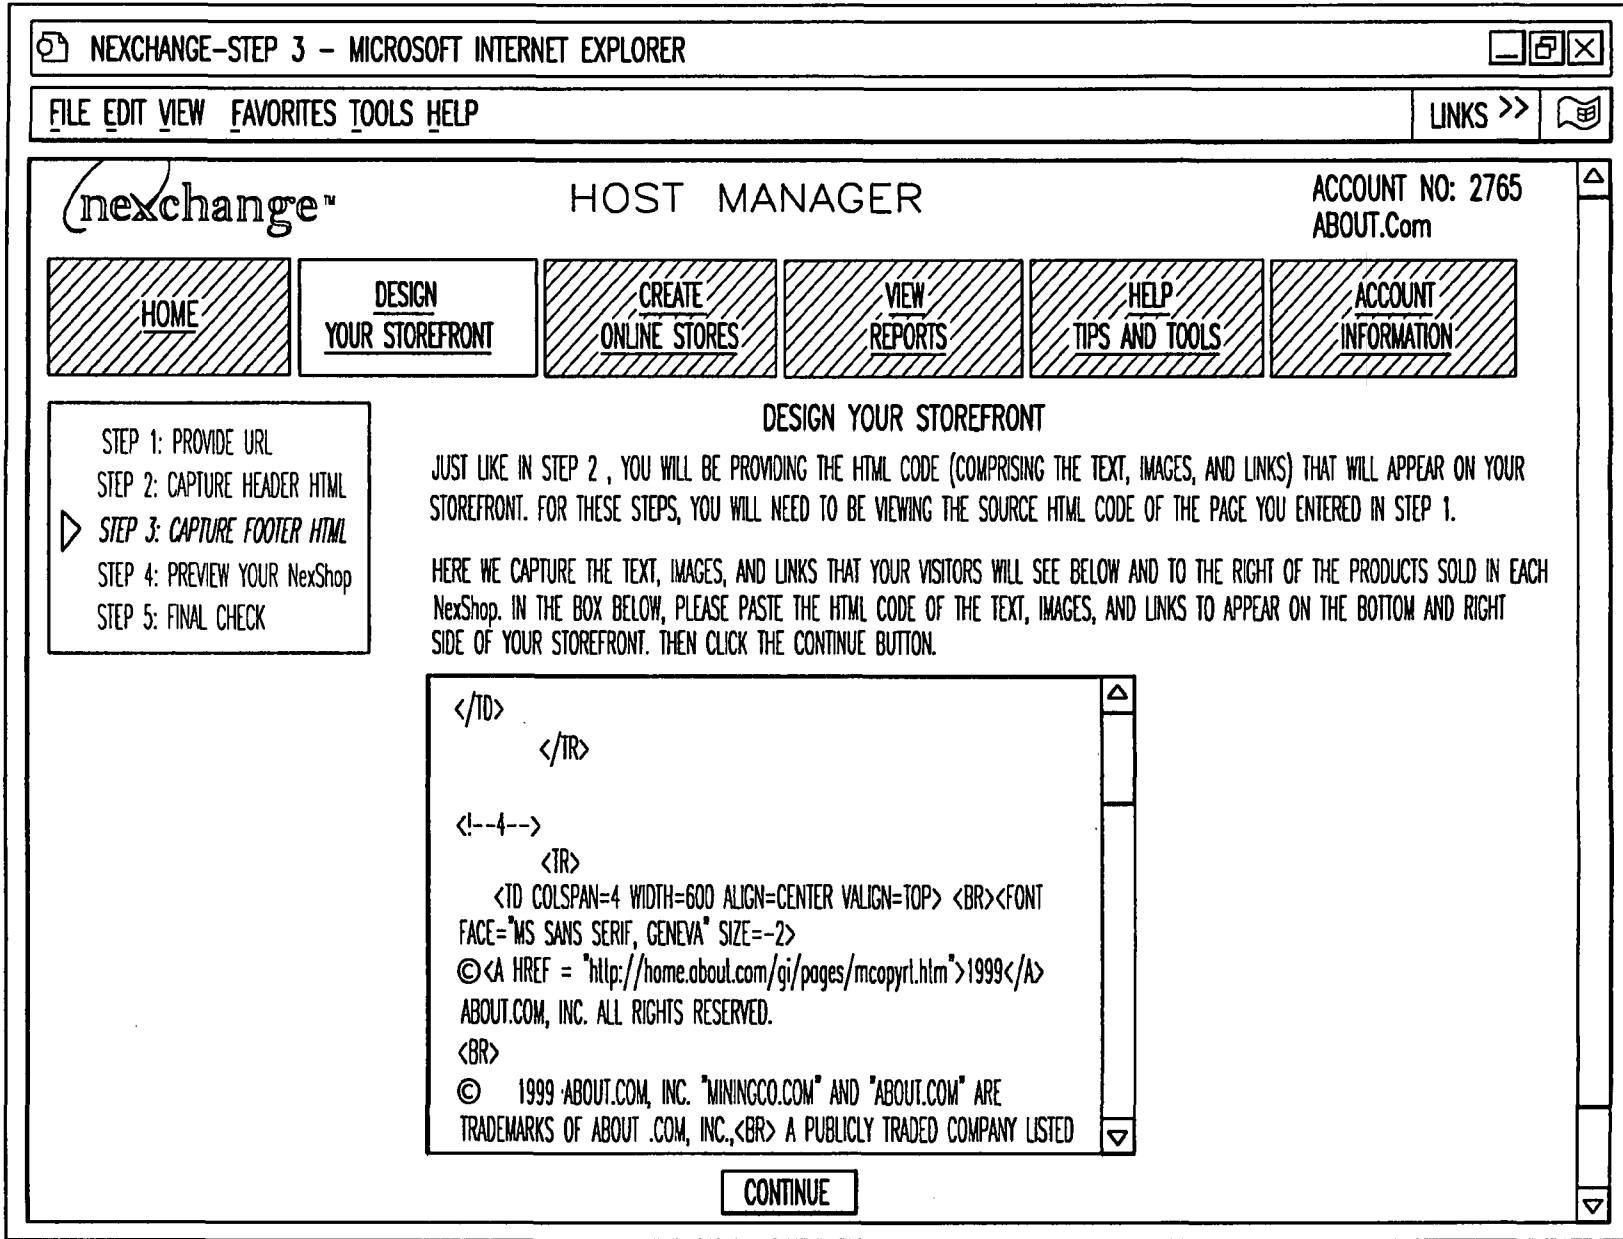 NEXCHANGE-STEP 3 - MICROSOFT INTERNET EXPLORER
FILE EDIT VIEW FAVORITES TOOLS HELP LINKS >>
nexchange™ HOST MANAGER ACCOUNT NO: 2765
ABOUT.Com
HOME DESIGN YOUR STOREFRONT CREATE ONLINE STORES VIEW REPORTS HELP TIPS AND TOOLS ACCOUNT INFORMATION
STEP 1: PROVIDE URL
STEP 2: CAPTURE HEADER HTML
STEP 3: CAPTURE FOOTER HTML
STEP 4: PREVIEW YOUR NexShop
STEP 5: FINAL CHECK
DESIGN YOUR STOREFRONT
JUST LIKE IN STEP 2 , YOU WILL BE PROVIDING THE HTML CODE (COMPRISING THE TEXT, IMAGES, AND LINKS) THAT WILL APPEAR ON YOUR
STOREFRONT. FOR THESE STEPS, YOU WILL NEED TO BE VIEWING THE SOURCE HTML CODE OF THE PAGE YOU ENTERED IN STEP 1.
HERE WE CAPTURE THE TEXT, IMAGES, AND LINKS THAT YOUR VISITORS WILL SEE BELOW AND TO THE RIGHT OF THE PRODUCTS SOLD IN EACH
NexShop. IN THE BOX BELOW, PLEASE PASTE THE HTML CODE OF THE TEXT, IMAGES, AND LINKS TO APPEAR ON THE BOTTOM AND RIGHT
SIDE OF YOUR STOREFRONT. THEN CLICK THE CONTINUE BUTTON.
</TD>
</TR>
<!--4-->
<TR>
<TD COLSPAN=4 WIDTH=600 ALIGN=CENTER VALIGN=TOP> <BR><FONT
FACE="MS SANS SERIF, GENEVA" SIZE=-2>
©<A HREF = "http://home.about.com/gi/pages/mcopyrt.htm">1999</A>
ABOUT.COM, INC. ALL RIGHTS RESERVED.
<BR>
© 1999 ABOUT.COM, INC. "MININGCO.COM" AND "ABOUT.COM" ARE
TRADEMARKS OF ABOUT .COM, INC.,<BR> A PUBLICLY TRADED COMPANY LISTED
CONTINUE